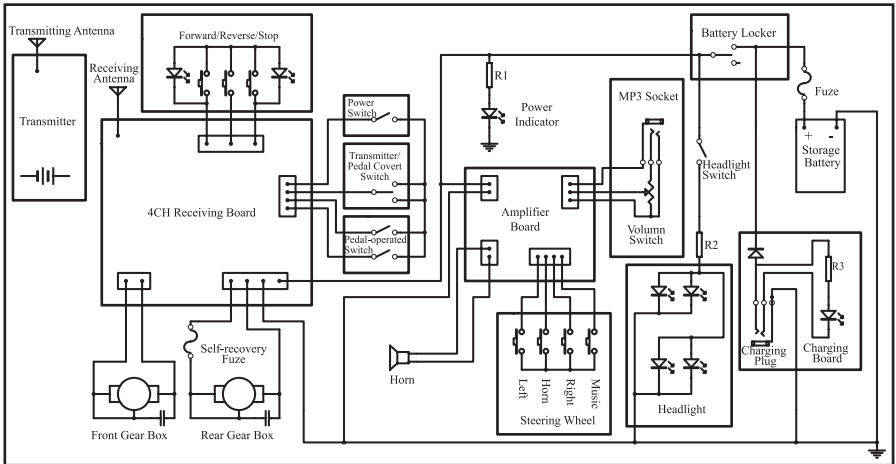 Transmitting Antenna
Forward/Reverse/Stop
Battery Locker
Receiving
Antenna
R1
MP3 Socket
Fuze
Power
Switch
Power
Indicator
Transmitter
+ -
Storage
Battery
Transmitter/
Pedal Covert
Switch
Headlight
Switch
4CH Receiving Board
Amplifier
Board
Pedal-operated
Switch
Volumn
Switch
R2
R3
Self-recovery
Fuze
Charging
Plug
Charging
Board
Horn
Left
Horn
Right
Music
Headlight
Steering Wheel
Front Gear Box
Rear Gear Box